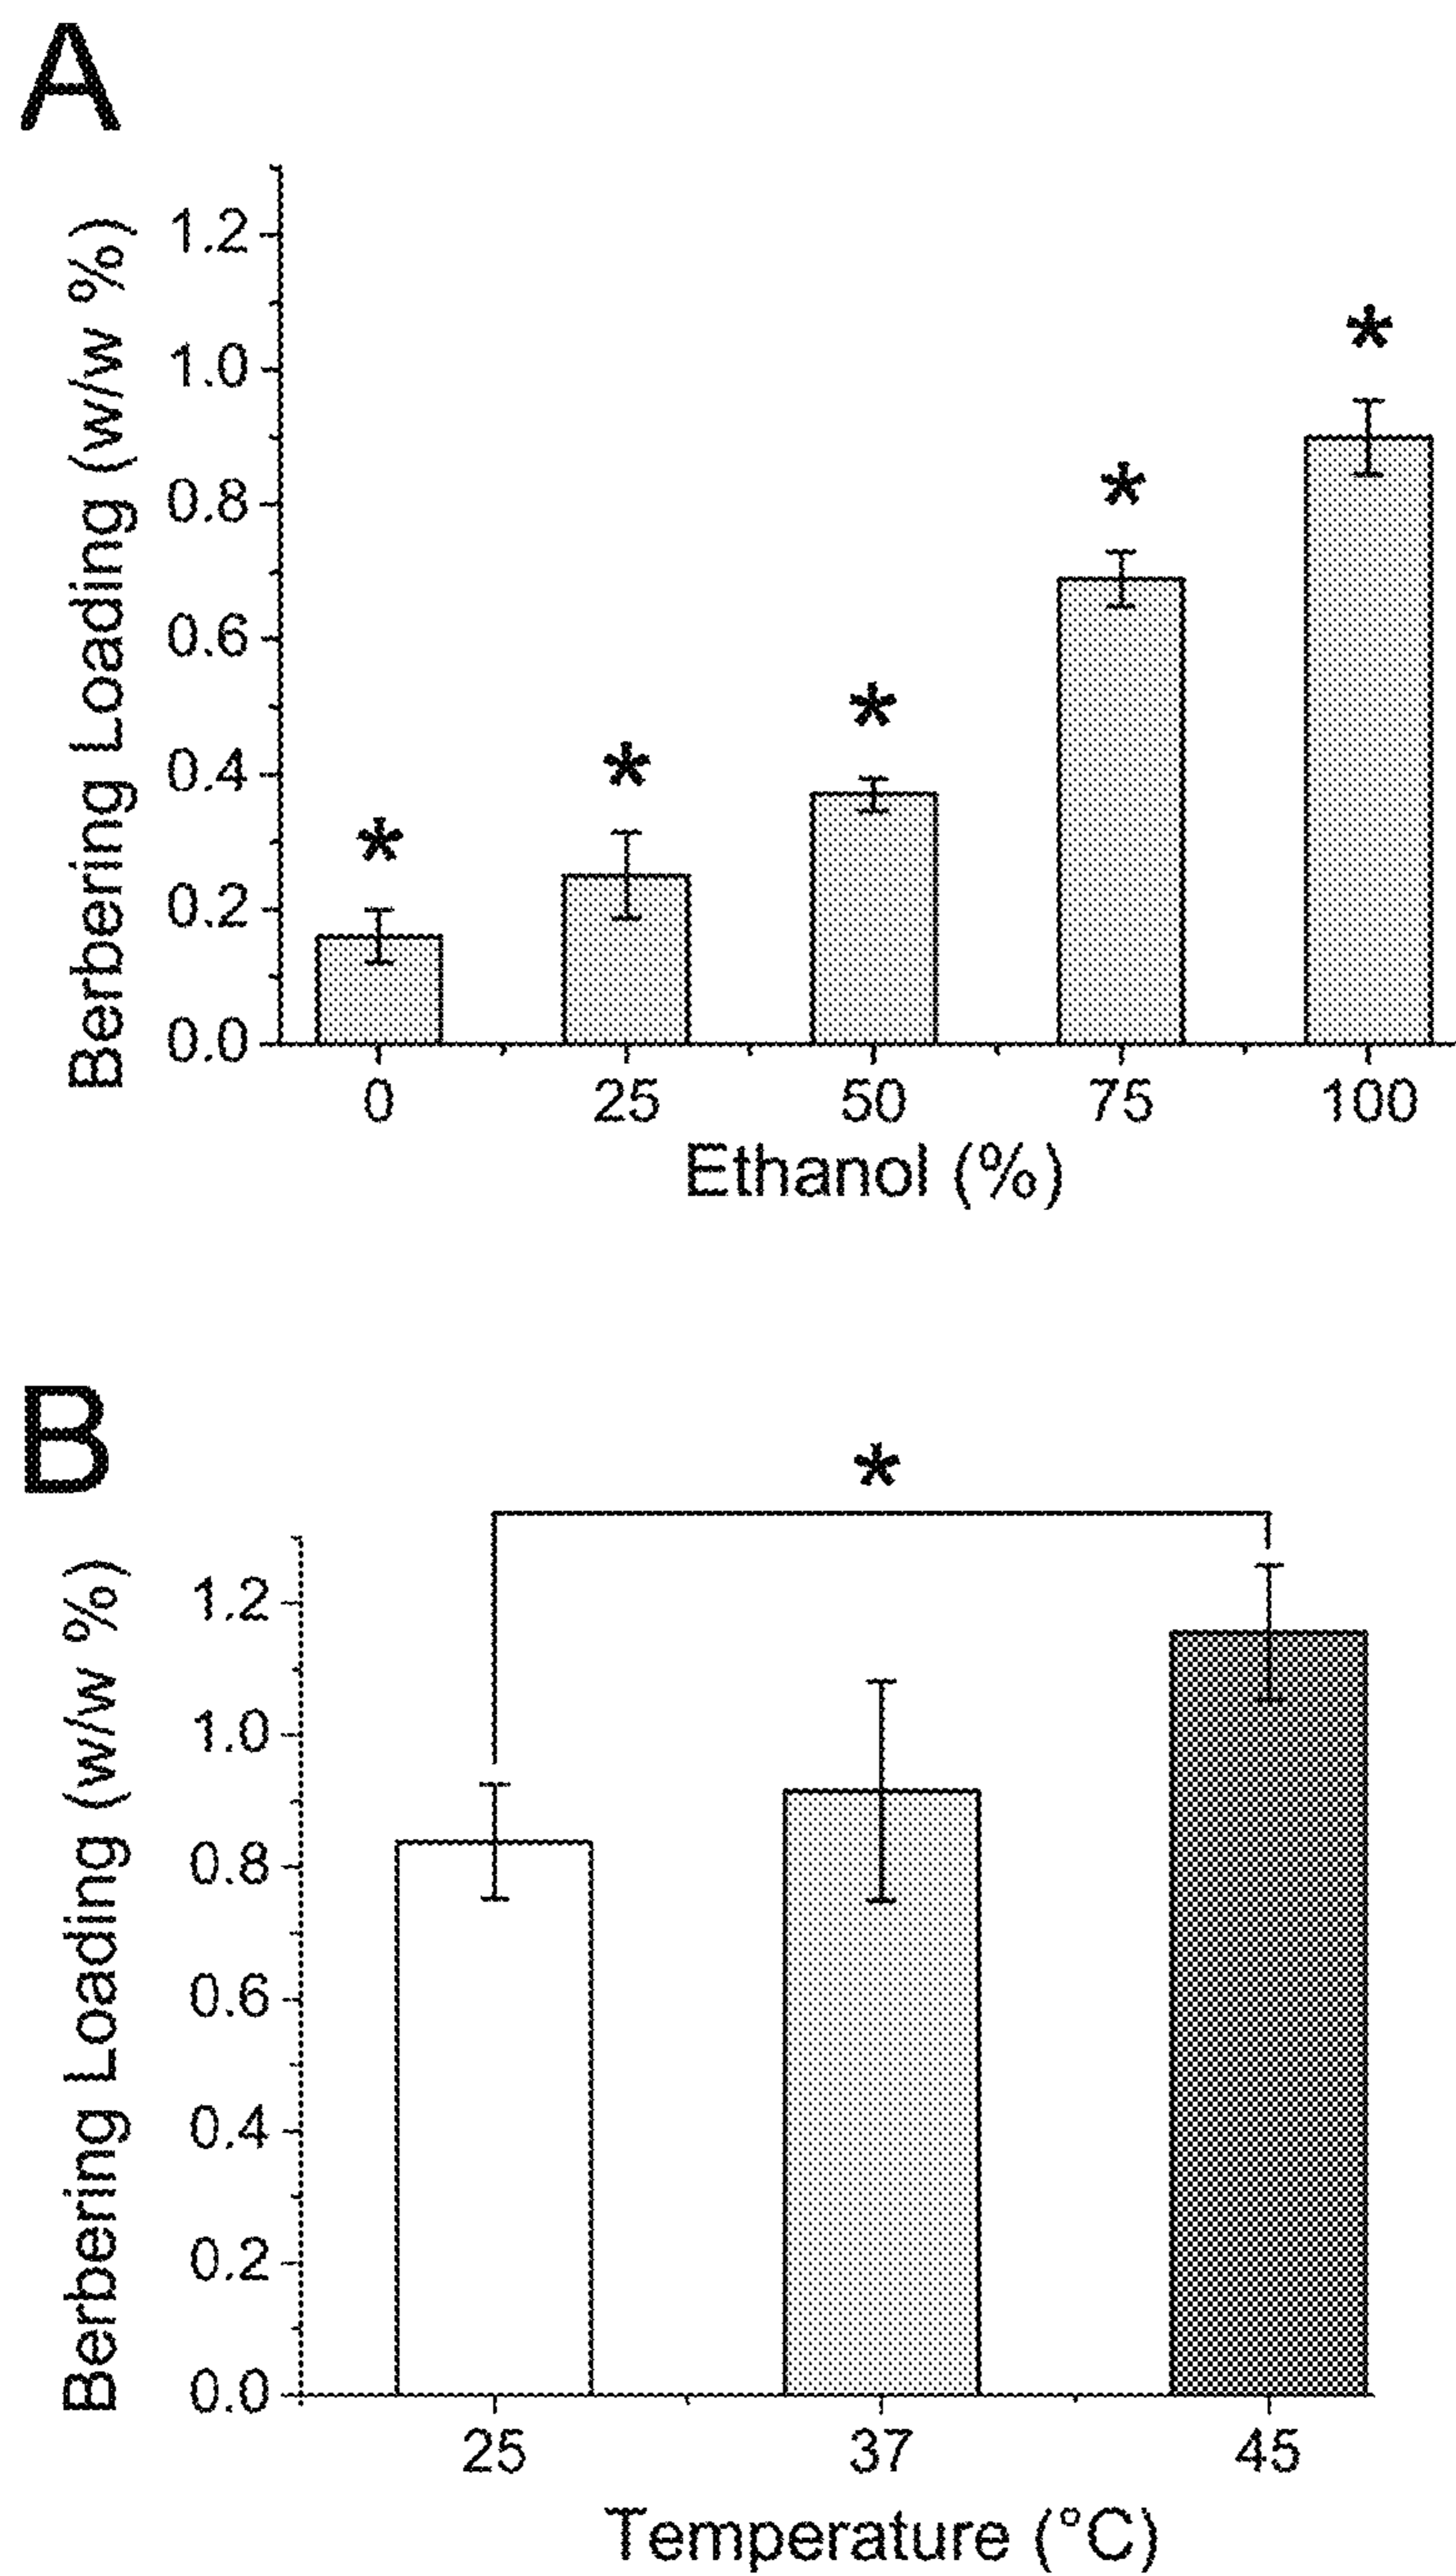 A
Berbering Loading (w/w %)
1.2
1.0
0.8
0.6
0.4
0.2
0.0
*
*
*
*
*
0 25 50 75 100
Ethanol (%)
B
*
Berbering Loading (w/w %)
1.2
1.0
0.8
0.6
0.4
0.2
0.0
25 37 45
Temperature (°C)